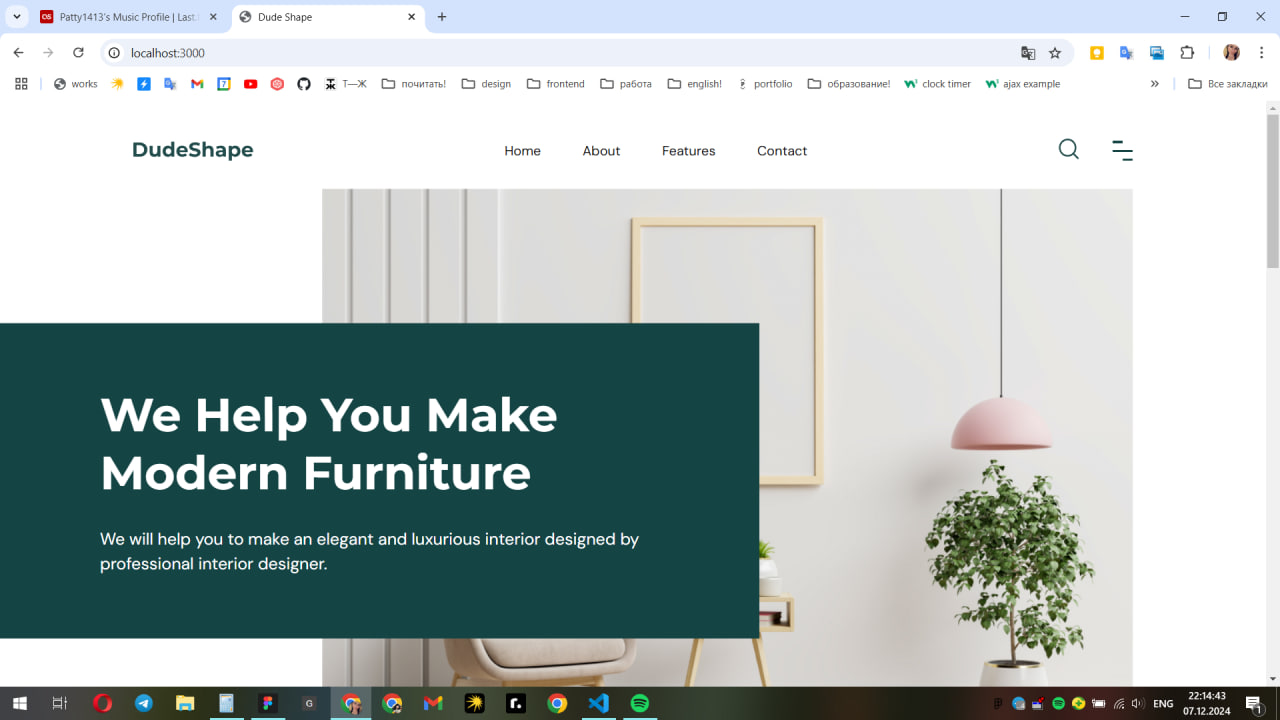 Patty1413's Music Profile | Last.
Dude Shape
localhost:3000
works
Т—Ж
почитать!
design
frontend
работа
english!
portfolio
образование!
clock timer
ajax example
Все закладки
DudeShape
Home
About
Features
Contact
We Help You Make
Modern Furniture
We will help you to make an elegant and luxurious interior designed by
professional interior designer.
ENG
22:14:43
07.12.2024
1